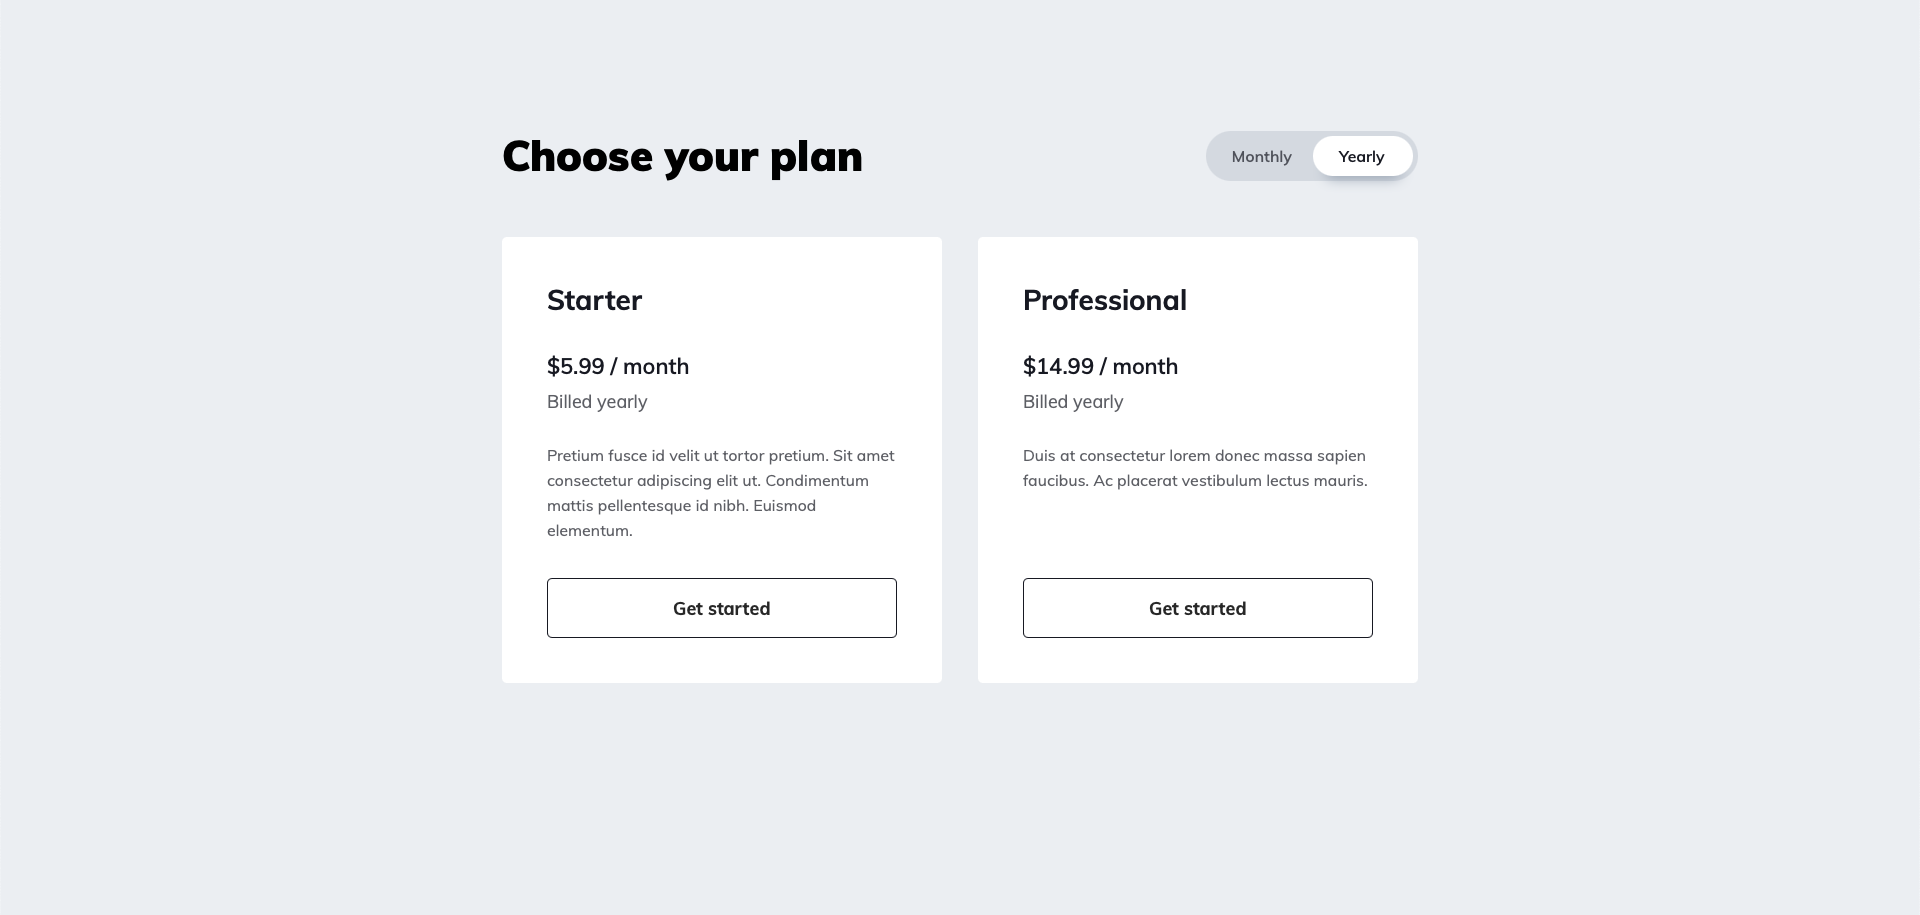 Choose your plan
Monthly
Yearly
Starter
$5.99 / month
Billed yearly
Pretium fusce id velit ut tortor pretium. Sit amet
consectetur adipiscing elit ut. Condimentum
mattis pellentesque id nibh. Euismod
elementum.
Get started
Professional
$14.99 / month
Billed yearly
Duis at consectetur lorem donec massa sapien
faucibus. Ac placerat vestibulum lectus mauris.
Get started